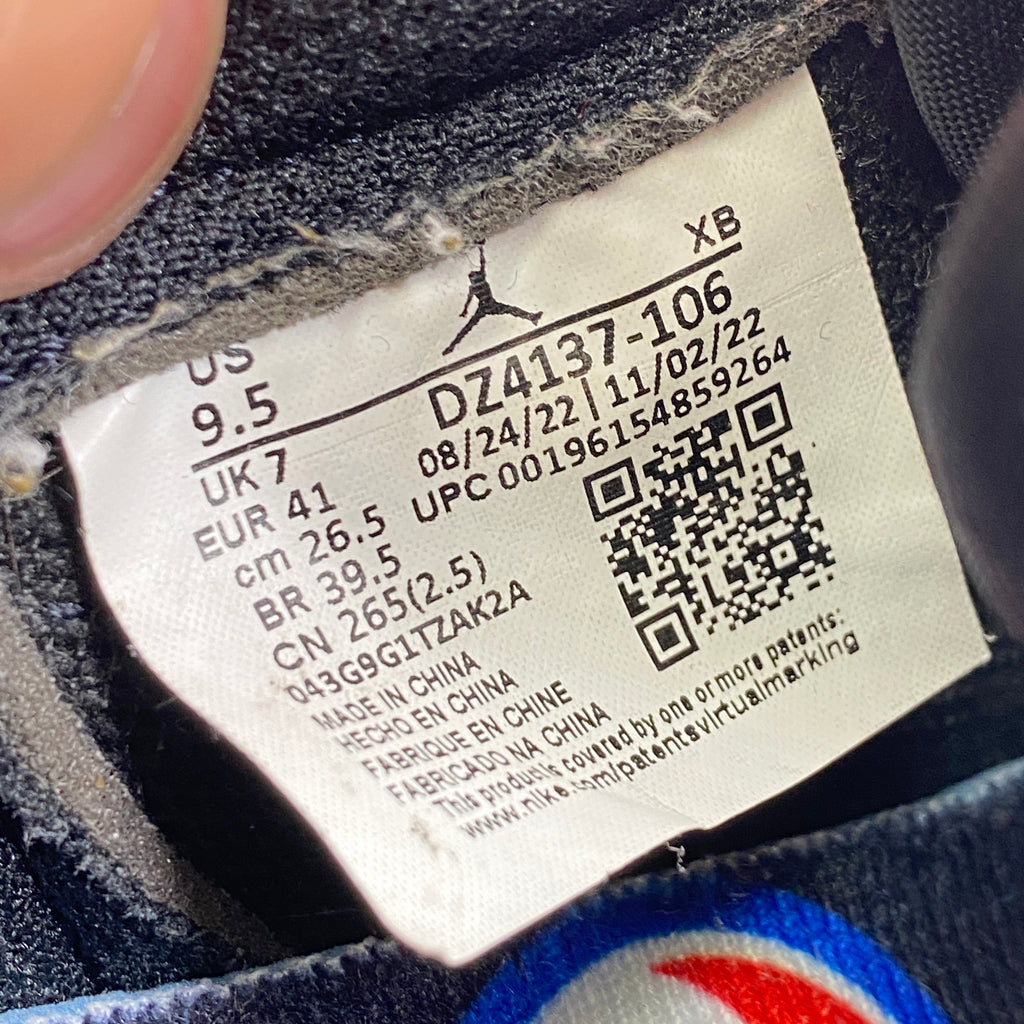 XB
US
9.5
DZ4137-106
08/24/22 | 11/02/22
UPC 00196154859264
UK 7
EUR 41
cm 26.5
BR 39.5
CN 265(2.5)
043G9G1TZAK2A
MADE IN CHINA
HECHO EN CHINA
FABRIQUE EN CHINE
FABRICADO NA CHINA
This product is covered by one or more patents:
www.nike.com/patentsvirtualmarking